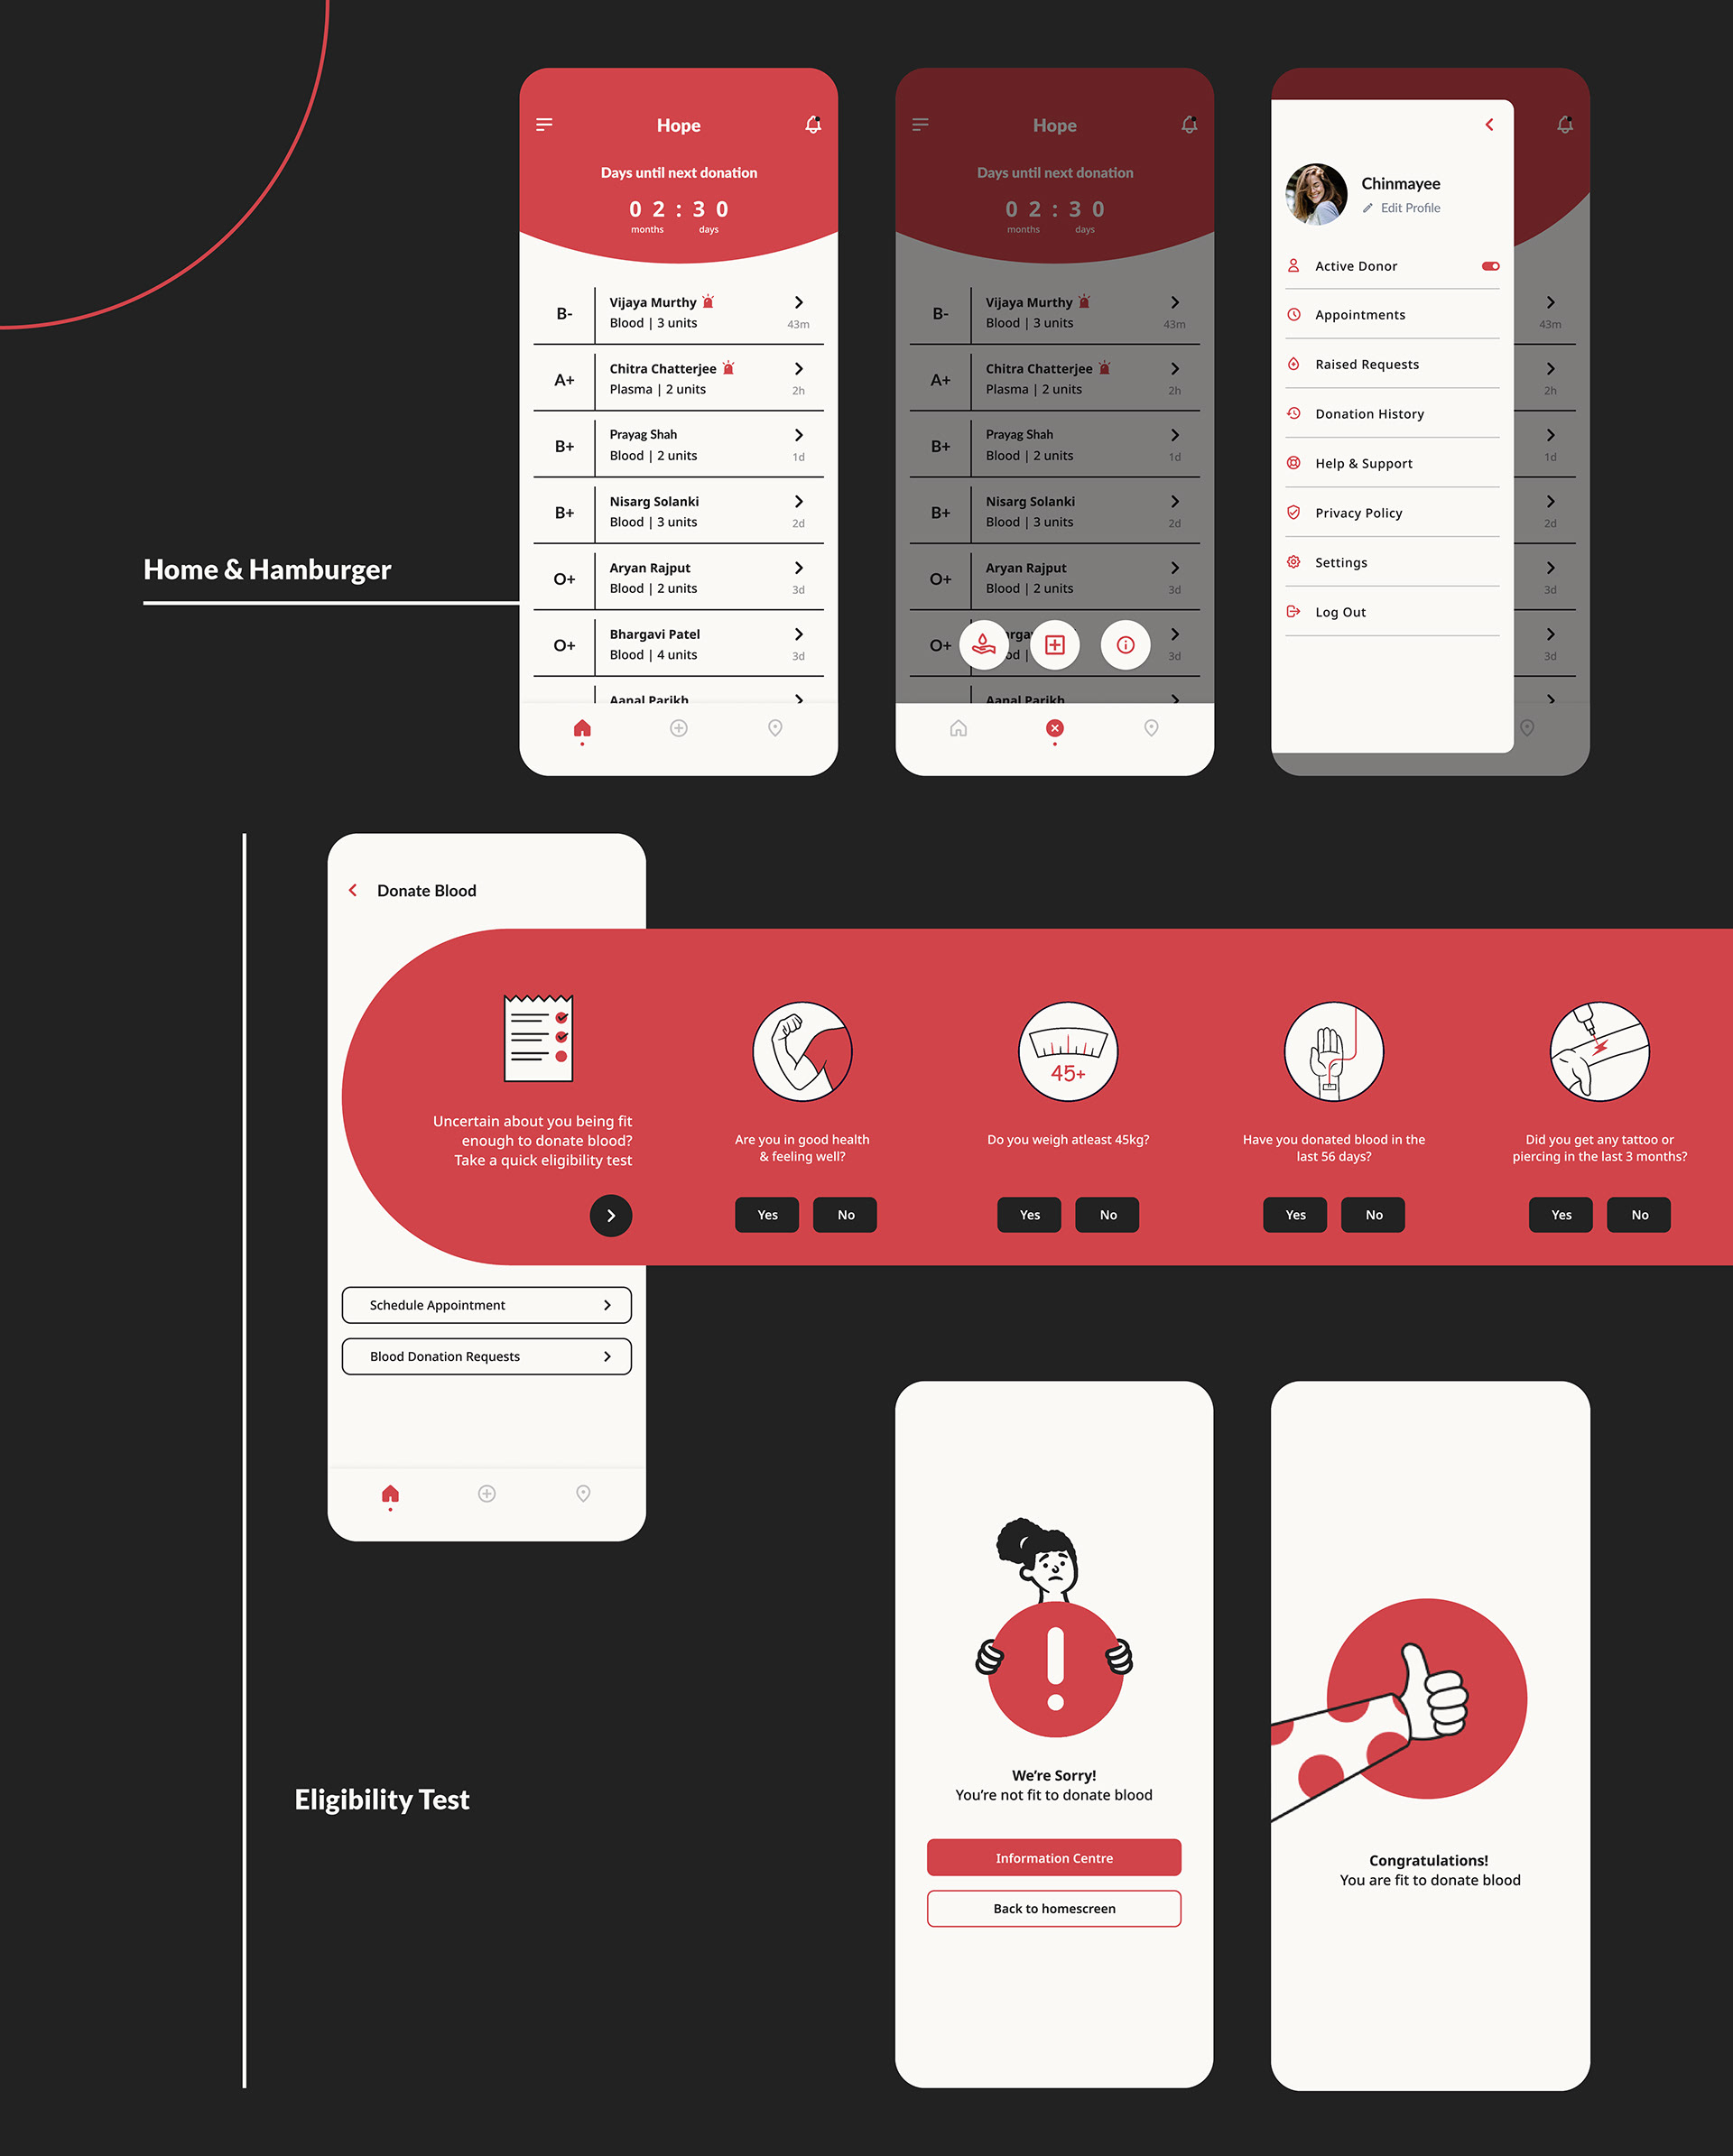 Hope
Days until next donation
0 2 : 3 0
months days
B-
Vijaya Murthy
Blood | 3 units
43m
A+
Chitra Chatterjee
Plasma | 2 units
2h
B+
Prayag Shah
Blood | 2 units
1d
B+
Nisarg Solanki
Blood | 3 units
2d
O+
Aryan Rajput
Blood | 2 units
3d
O+
Bhargavi Patel
Blood | 4 units
3d
Aanal Parikh
Hope
Days until next donation
0 2 : 3 0
months days
B-
Vijaya Murthy
Blood | 3 units
43m
A+
Chitra Chatterjee
Plasma | 2 units
2h
B+
Prayag Shah
Blood | 2 units
1d
B+
Nisarg Solanki
Blood | 3 units
2d
O+
Aryan Rajput
Blood | 2 units
3d
O+
3d
Aanal Parikh
Chinmayee
Edit Profile
Active Donor
Appointments
Raised Requests
Donation History
Help & Support
Privacy Policy
Settings
Log Out
43m
2h
1d
2d
3d
3d
Home & Hamburger
Donate Blood
Uncertain about you being fit
enough to donate blood?
Take a quick eligibility test
Are you in good health
& feeling well?
Yes No
45+
Do you weigh atleast 45kg?
Yes No
Have you donated blood in the
last 56 days?
Yes No
Did you get any tattoo or
piercing in the last 3 months?
Yes No
Schedule Appointment
Blood Donation Requests
Eligibility Test
We're Sorry!
You're not fit to donate blood
Information Centre
Back to homescreen
Congratulations!
You are fit to donate blood